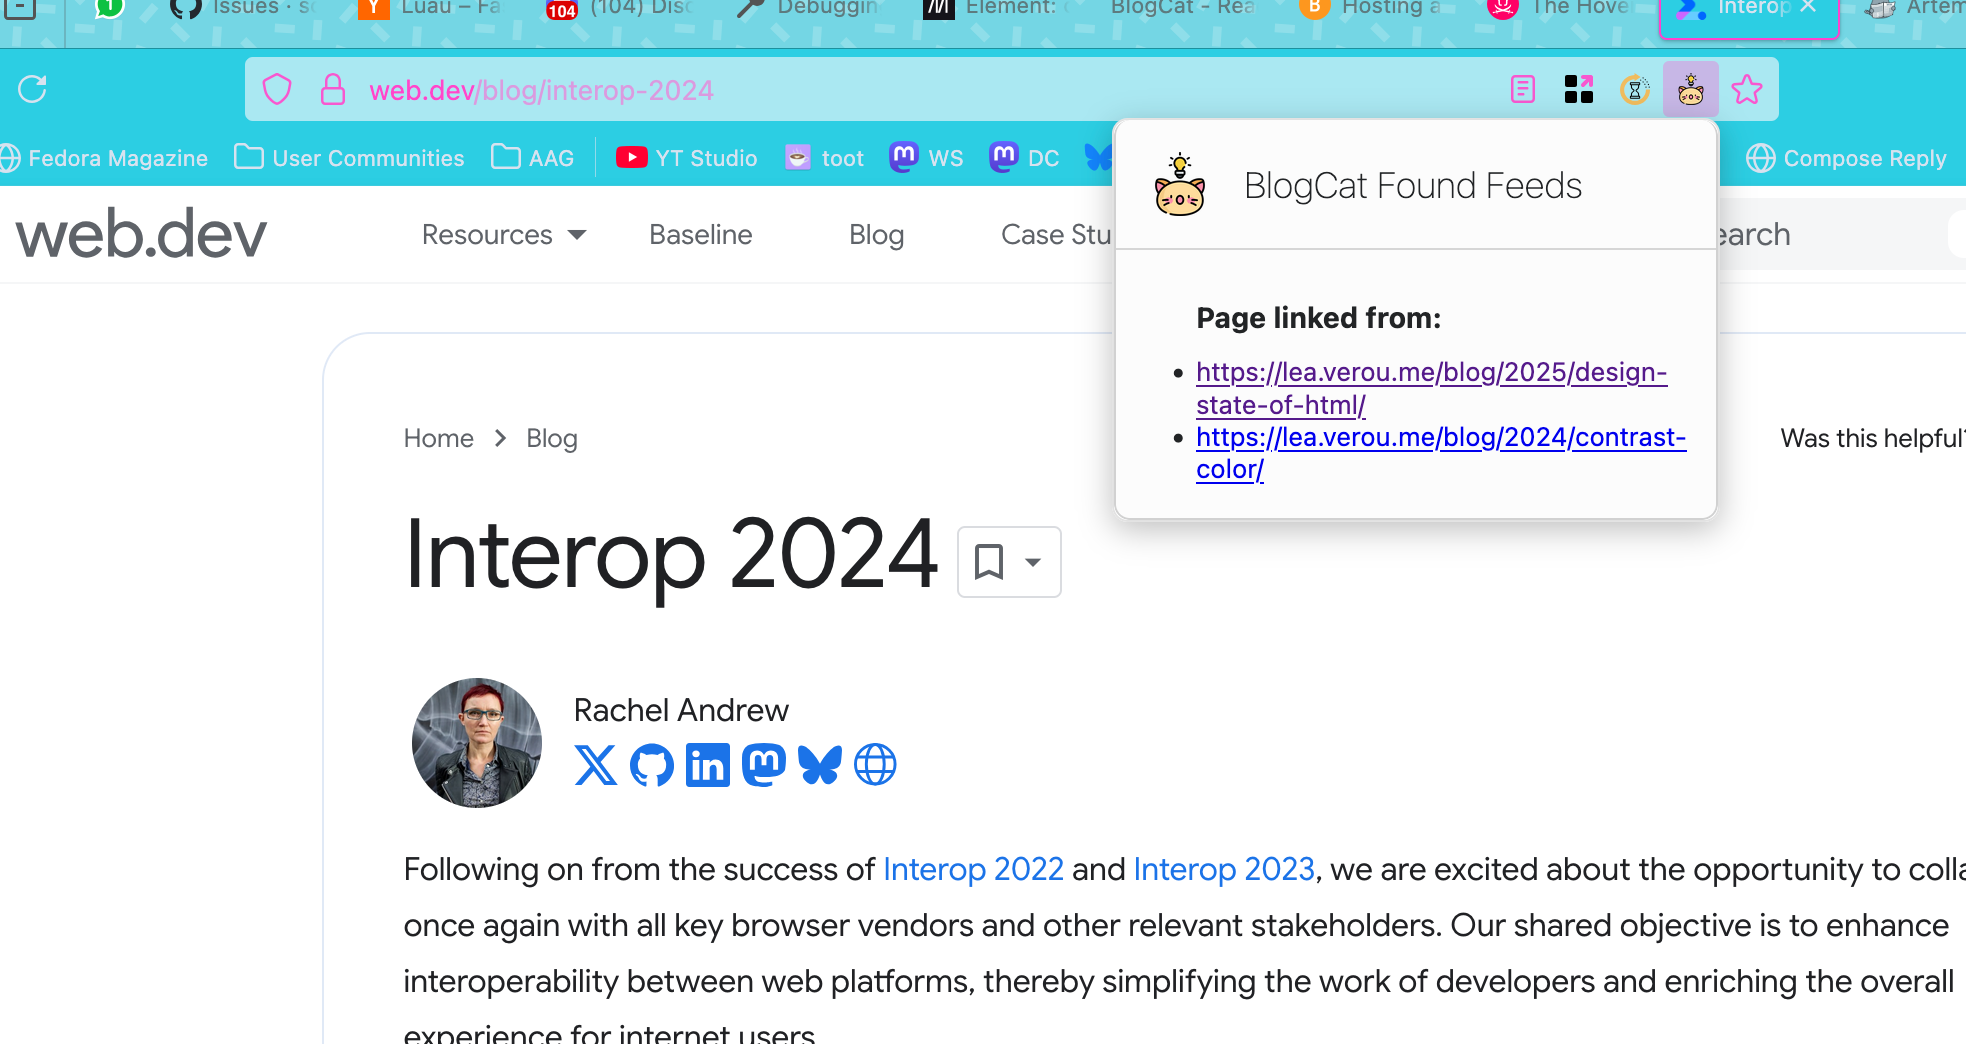 1
Issues · s
Y
Luau – Fa
104
(104) Disc
Debuggin
Element:
BlogCat - Rea
B
Hosting a
The Hove
Interop
Artem
web.dev/blog/interop-2024
Fedora Magazine
User Communities
AAG
YT Studio
toot
WS
DC
Compose Reply
web.dev
Resources
Baseline
Blog
Case Stu
earch
BlogCat Found Feeds
Page linked from:
https://lea.verou.me/blog/2025/design-
state-of-html/
https://lea.verou.me/blog/2024/contrast-
color/
Home
Blog
Was this helpful?
Interop 2024
Rachel Andrew
Following on from the success of Interop 2022 and Interop 2023, we are excited about the opportunity to colla
once again with all key browser vendors and other relevant stakeholders. Our shared objective is to enhance
interoperability between web platforms, thereby simplifying the work of developers and enriching the overall
experience for internet users.